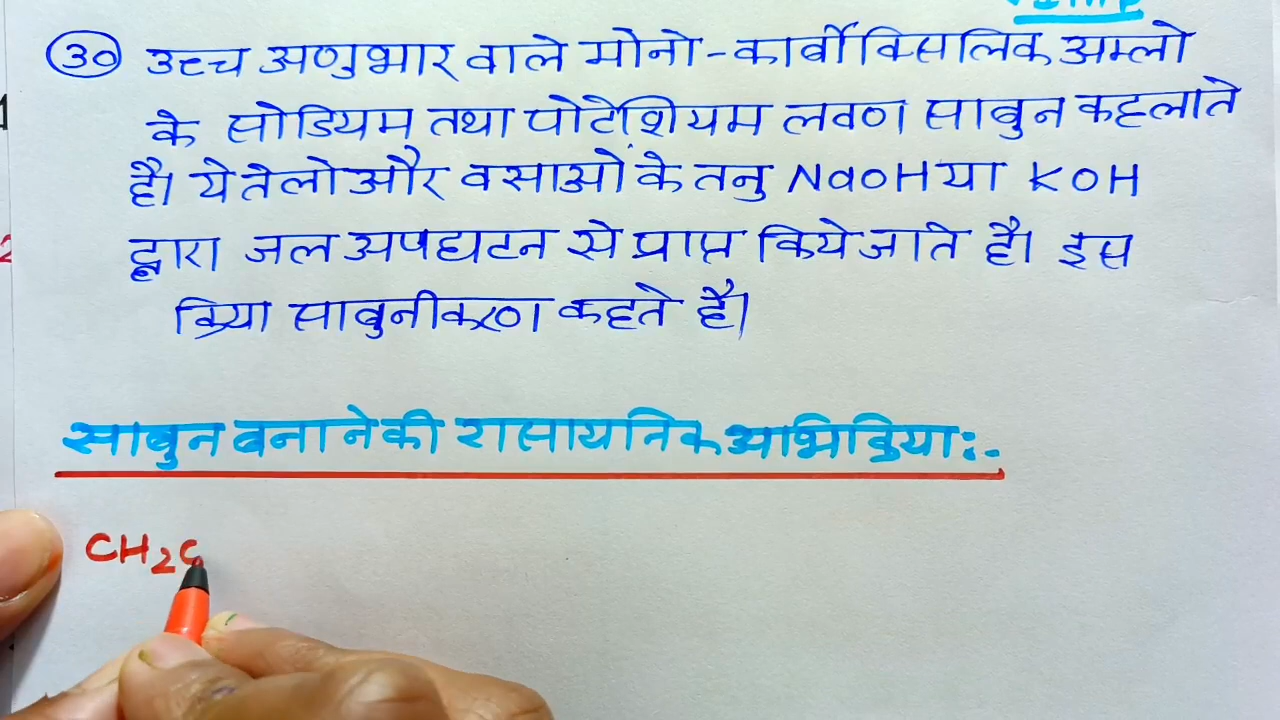 30 उच्च अणुभार वाले मोनो-कार्बोक्सिलिक अम्लो
के सोडियम तथा पोटेशियम लवण साबुन कहलाते
है। ये तेलो और वसाओं के तनु NaOH या KOH
द्वारा जल अपघटन से प्राप्त किये जाते है। इस
क्रिया साबुनीकरण कहते है।
साबुन बनाने की रासायनिक अभिक्रिया:-
CH2